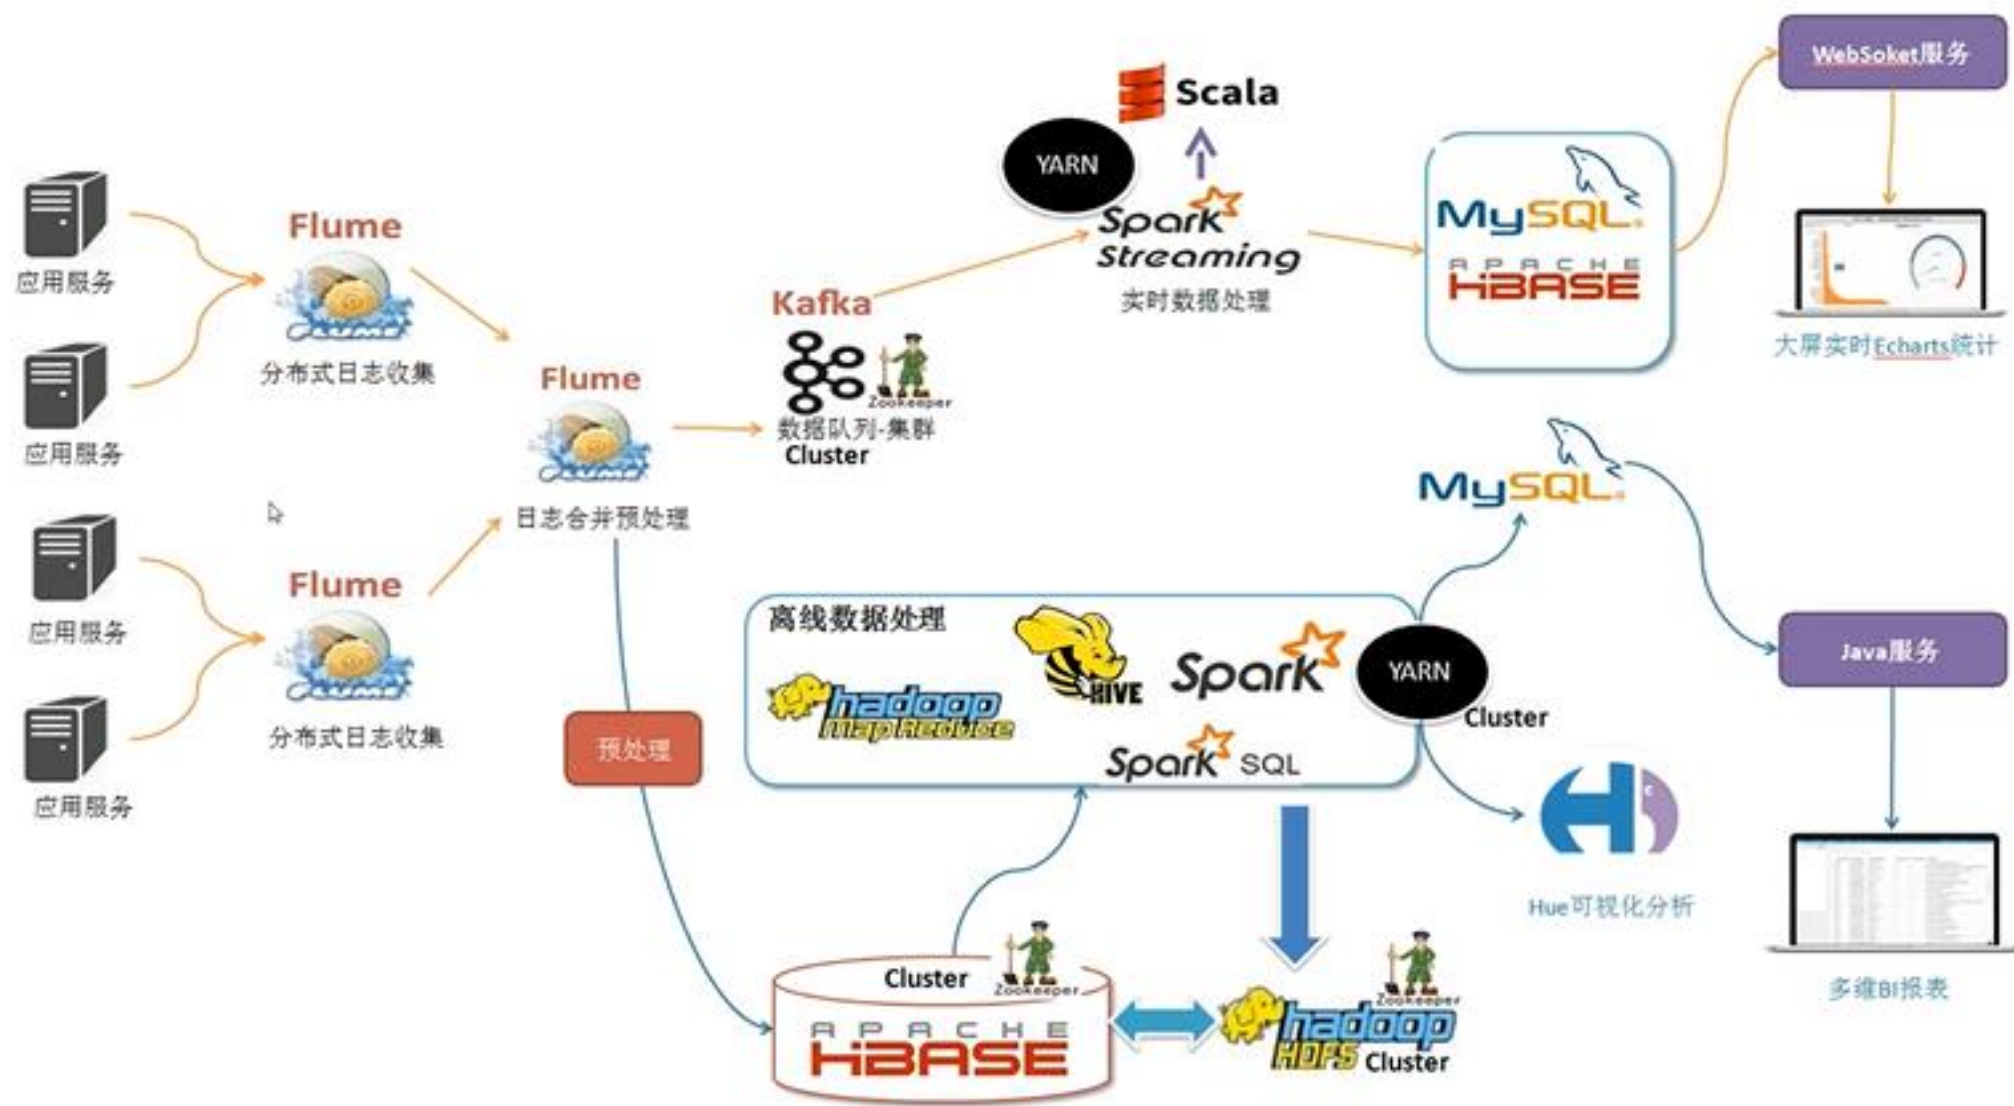 应用服务
应用服务
应用服务
应用服务
Flume
FLUME
分布式日志收集
Flume
FLUME
分布式日志收集
Flume
FLUME
日志合并预处理
Kafka
Zookeeper
数据队列-集群
Cluster
Scala
YARN
Spark
Streaming
实时数据处理
MySQL
APACHE
HBASE
WebSoket服务
大屏实时Echarts统计
预处理
离线数据处理
HIVE
hadoop
MapReduce
Spark
Spark SQL
YARN
Cluster
MySQL
Java服务
多维BI报表
Hue可视化分析
Cluster
Zookeeper
APACHE
HBASE
Zookeeper
hadoop
HDFS Cluster